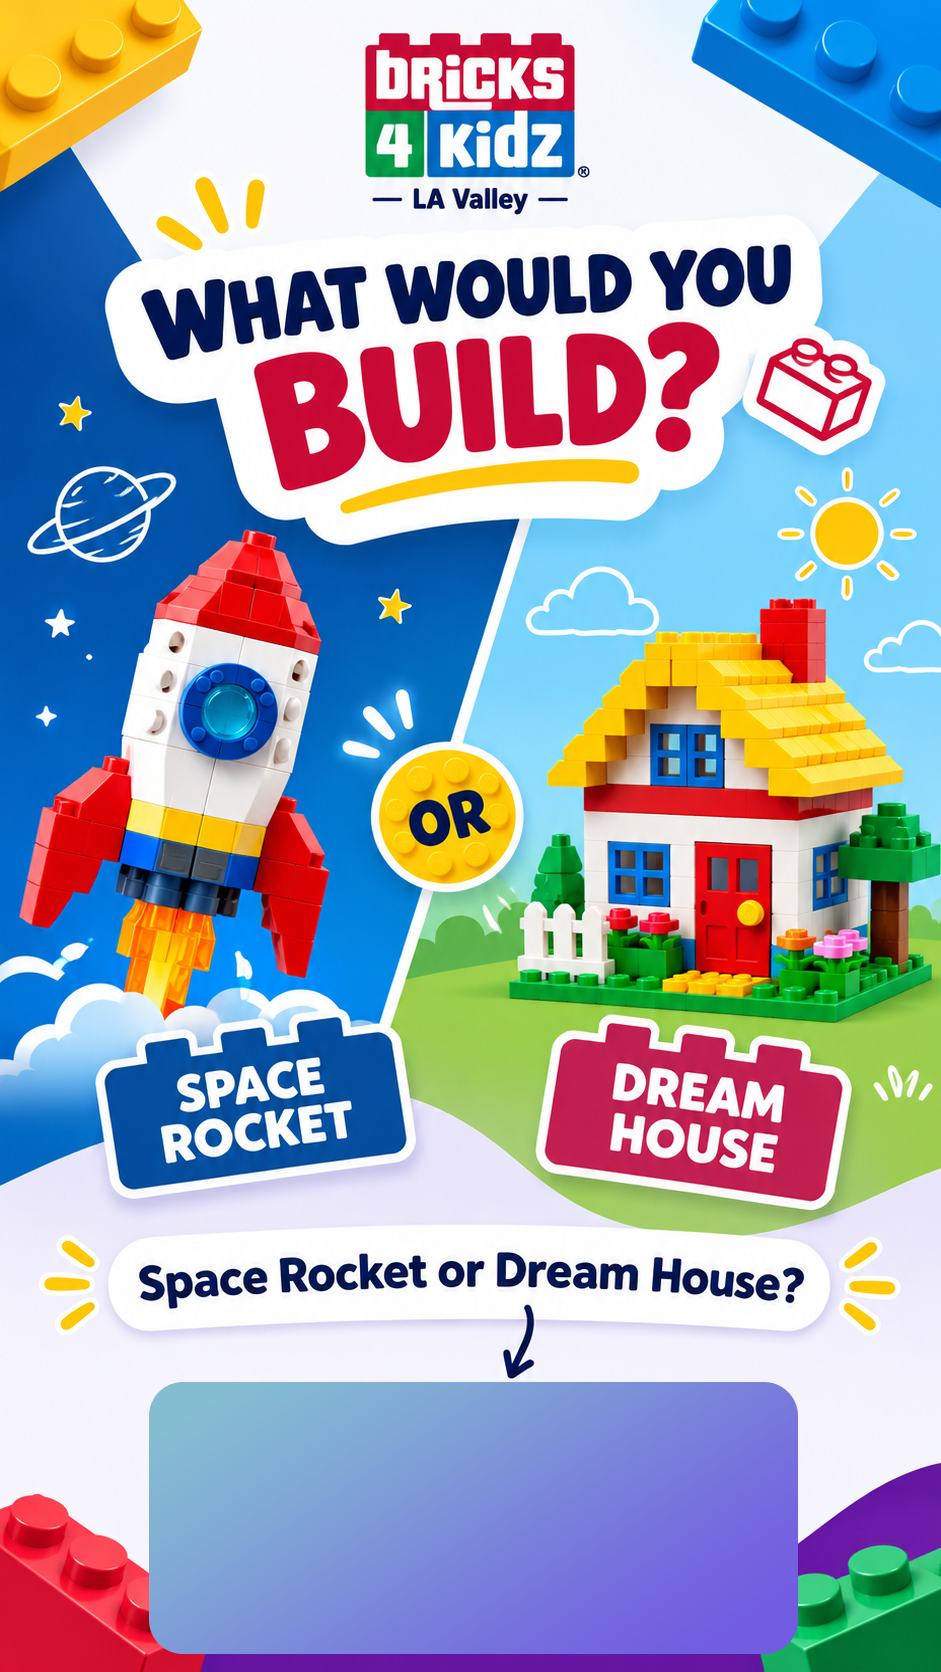 bricks
4 Kidz®
— LA Valley —
WHAT WOULD YOU
BUILD?
OR
SPACE
ROCKET
DREAM
HOUSE
Space Rocket or Dream House?